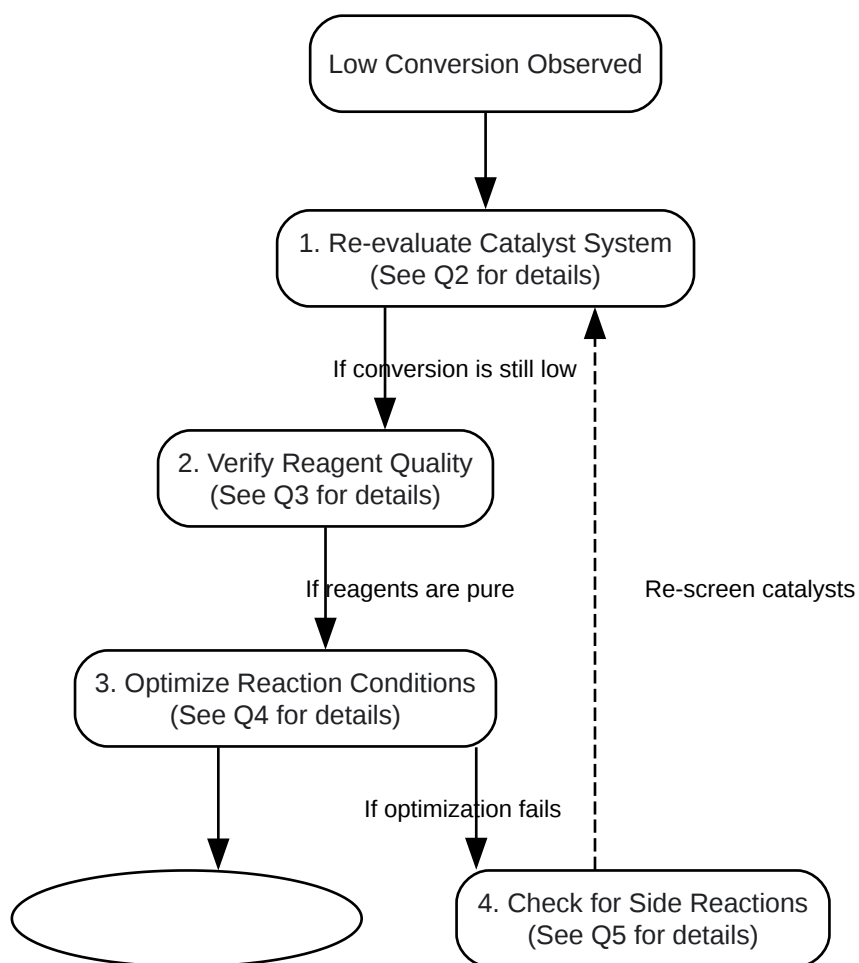 Low Conversion Observed
1. Re-evaluate Catalyst System
(See Q2 for details)
If conversion is still low
2. Verify Reagent Quality
(See Q3 for details)
If reagents are pure
Re-screen catalysts
3. Optimize Reaction Conditions
(See Q4 for details)
If optimization fails
4. Check for Side Reactions
(See Q5 for details)